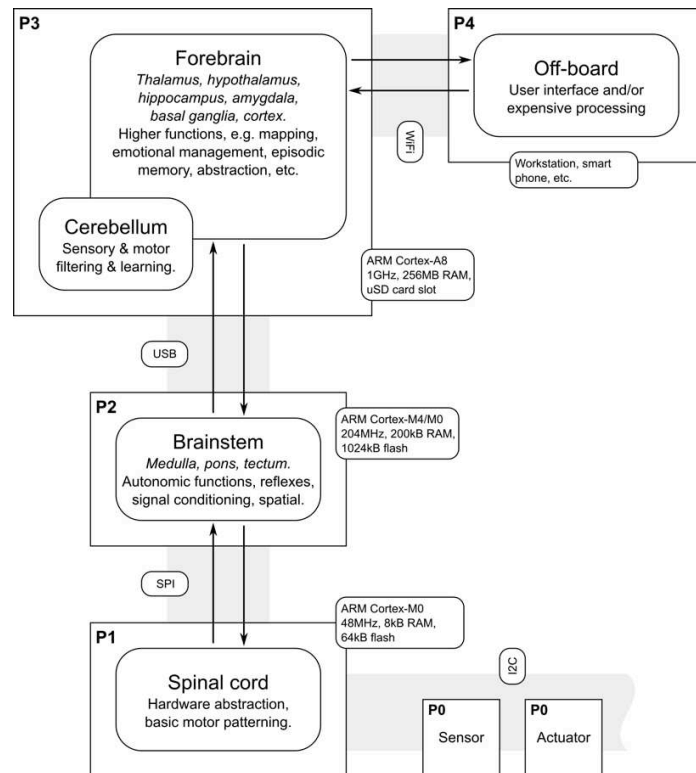 P3
Forebrain
Thalamus, hypothalamus,
hippocampus, amygdala,
basal ganglia, cortex.
Higher functions, e.g. mapping,
emotional management, episodic
memory, abstraction, etc.
Cerebellum
Sensory & motor
filtering & learning.
ARM Cortex-A8
1GHz, 256MB RAM,
uSD card slot
WiFi
P4
Off-board
User interface and/or
expensive processing
Workstation, smart
phone, etc.
USB
P2
Brainstem
Medulla, pons, tectum.
Autonomic functions, reflexes,
signal conditioning, spatial.
ARM Cortex-M4/M0
204MHz, 200kB RAM,
1024kB flash
SPI
P1
Spinal cord
Hardware abstraction,
basic motor patterning.
ARM Cortex-M0
48MHz, 8kB RAM,
64kB flash
I2C
P0
Sensor
P0
Actuator